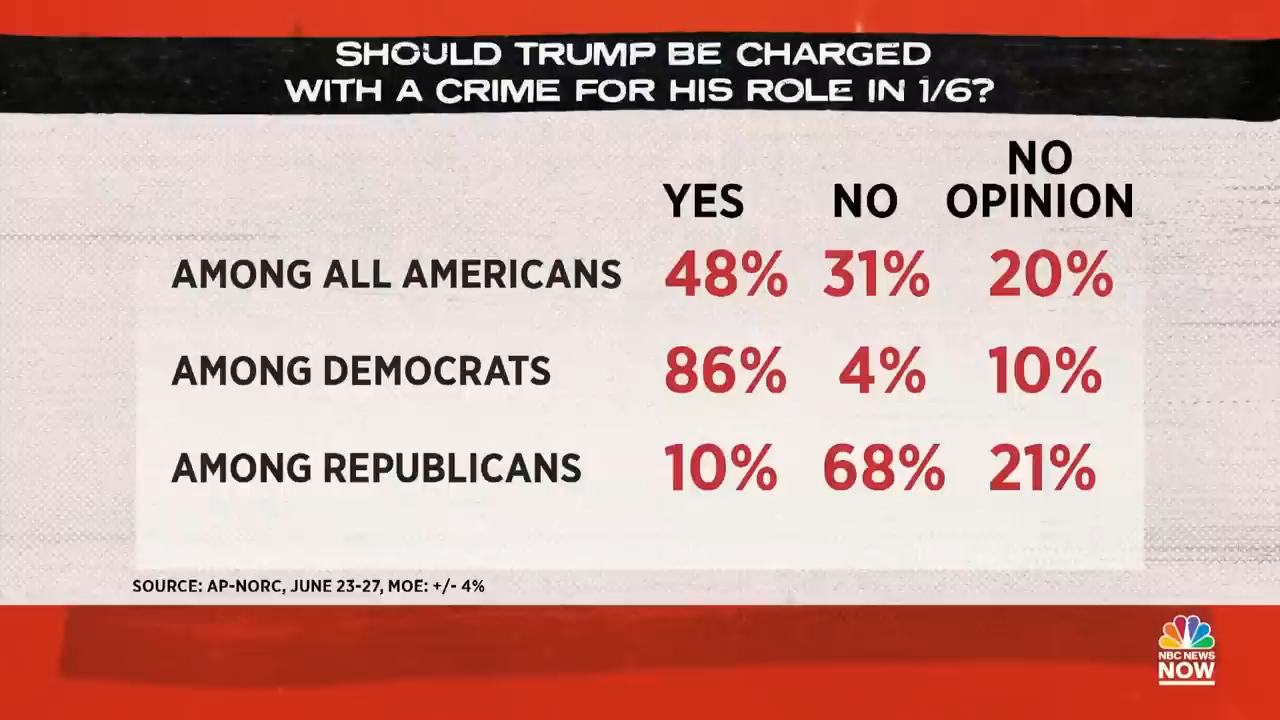 SHOULD TRUMP BE CHARGED
WITH A CRIME FOR HIS ROLE IN 1/6?
YES NO NO OPINION
AMONG ALL AMERICANS 48% 31% 20%
AMONG DEMOCRATS 86% 4% 10%
AMONG REPUBLICANS 10% 68% 21%
SOURCE: AP-NORC, JUNE 23-27, MOE: +/- 4%
NBC NEWS
NOW